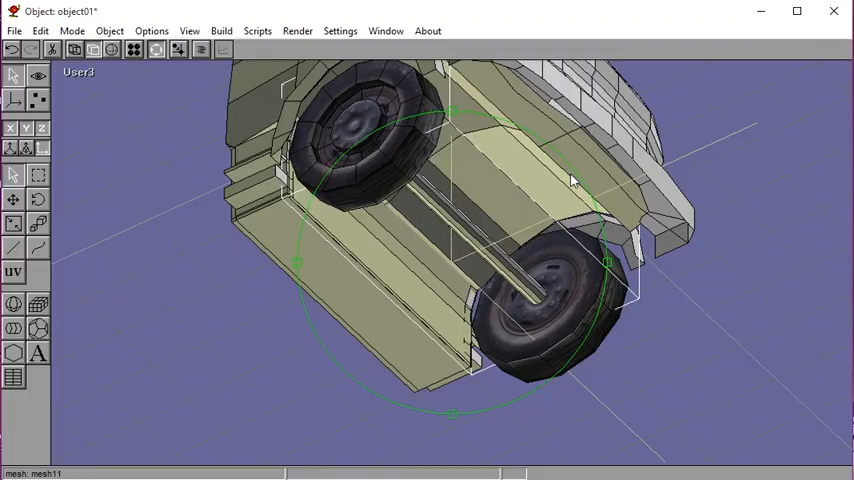 Object: object01*
File Edit Mode Object Options View Build Scripts Render Settings Window About
User3
X Y Z
uv
A
mesh: mesh11